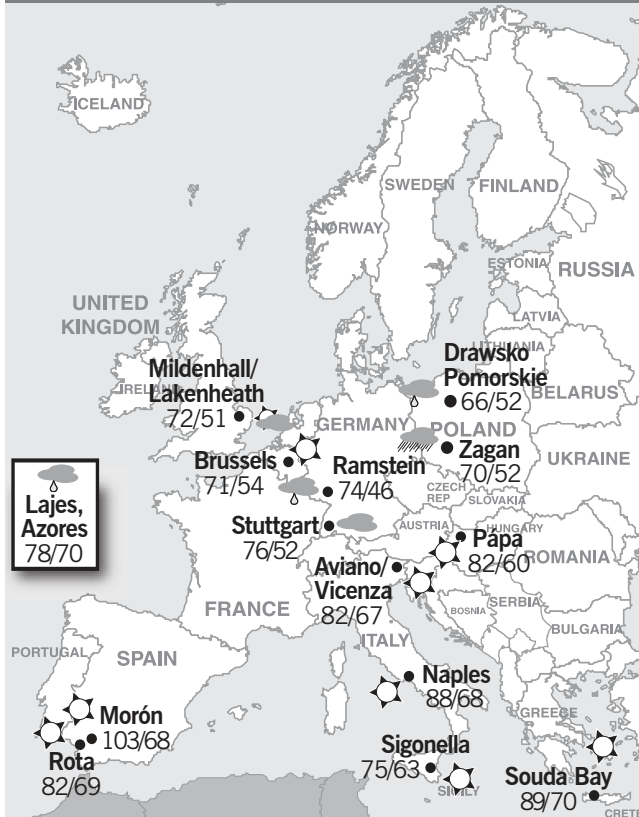 ICELAND
SWEDEN
FINLAND
NORWAY
ESTONIA
RUSSIA
LATVIA
UNITED
KINGDOM
LITHUANIA
Drawsko
Pomorskie
66/52
BELARUS
Mildenhall/
Lakenheath
72/51
IRELAND
GERMANY
POLAND
Zagan
70/52
UKRAINE
Brussels
71/54
Ramstein
74/46
CZECH
REP
SLOVAKIA
Lajes,
Azores
78/70
Stuttgart
76/52
AUSTRIA
HUNGARY
Pápa
82/60
ROMANIA
Aviano/
Vicenza
82/67
FRANCE
BOSNIA
SERBIA
BULGARIA
ITALY
PORTUGAL
SPAIN
Naples
88/68
GREECE
Morón
103/68
Rota
82/69
Sigonella
75/63
SICILY
Souda Bay
89/70
CRETE